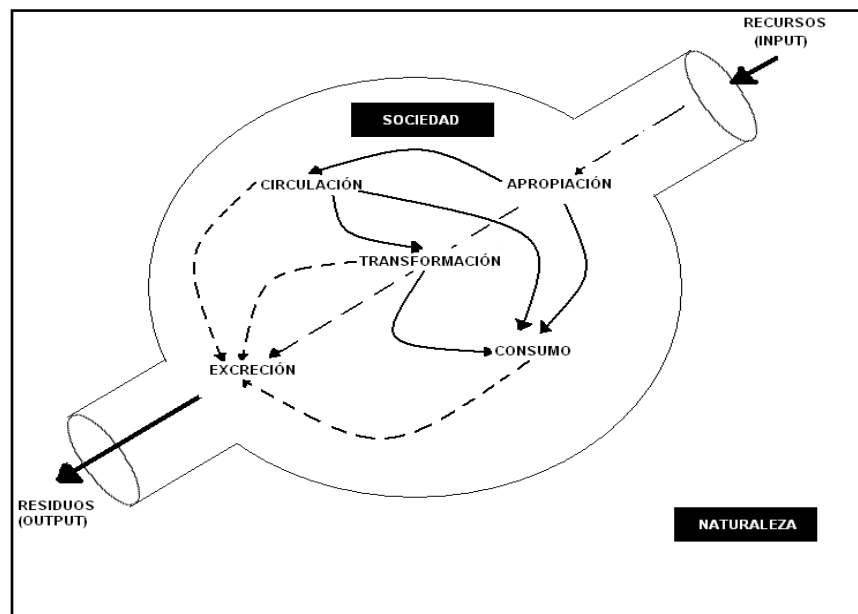 RECURSOS
(INPUT)
SOCIEDAD
CIRCULACIÓN
APROPIACIÓN
TRANSFORMACIÓN
CONSUMO
EXCRECIÓN
RESIDUOS
(OUTPUT)
NATURALEZA